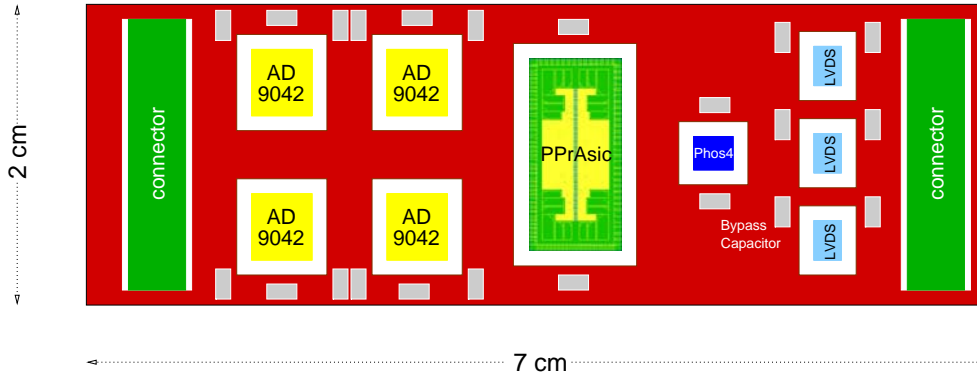 connector
AD
9042
AD
9042
AD
9042
AD
9042
PPrAsic
Phos4
Bypass
Capacitor
LVDS
LVDS
LVDS
connector
2 cm
7 cm